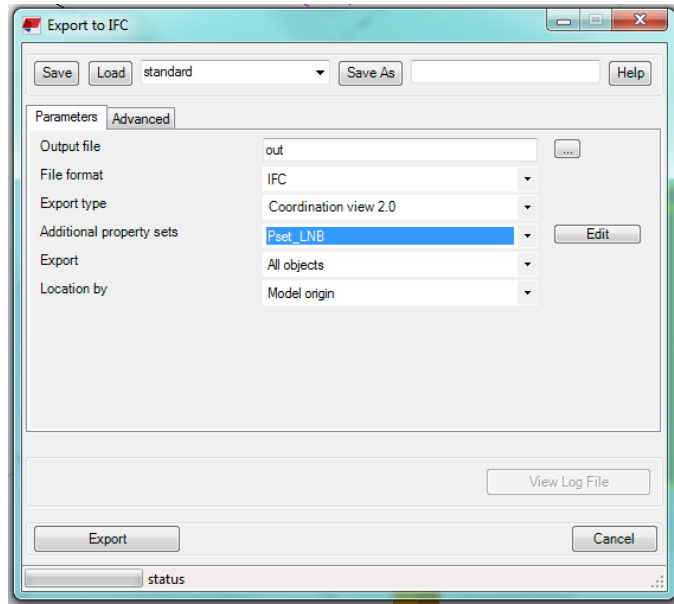 Export to IFC
Save Load standard Save As Help
Parameters Advanced
Output file out ...
File format IFC
Export type Coordination view 2.0
Additional property sets Pset_LNB Edit
Export All objects
Location by Model origin
View Log File
Export Cancel
status